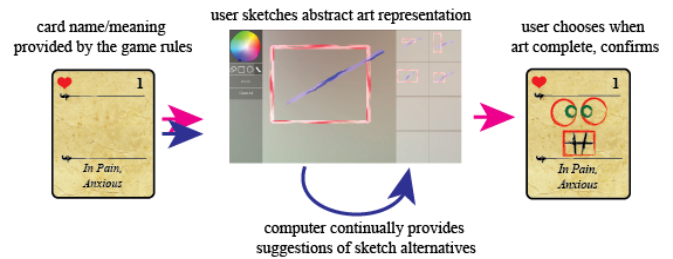 card name/meaning
provided by the game rules
user sketches abstract art representation
user chooses when
art complete, confirms
1
In Pain,
Anxious
1
In Pain,
Anxious
computer continually provides
suggestions of sketch alternatives